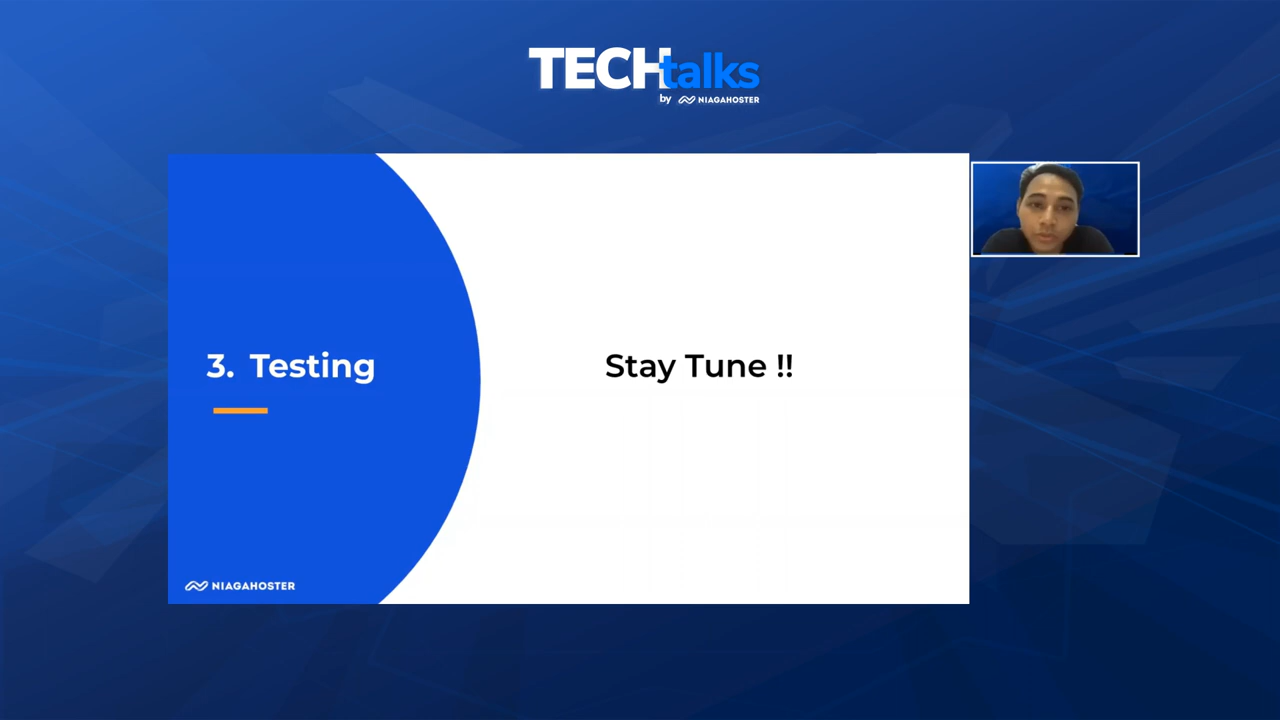 TECHtalks
by NIAGAHOSTER
3. Testing
Stay Tune !!
NIAGAHOSTER